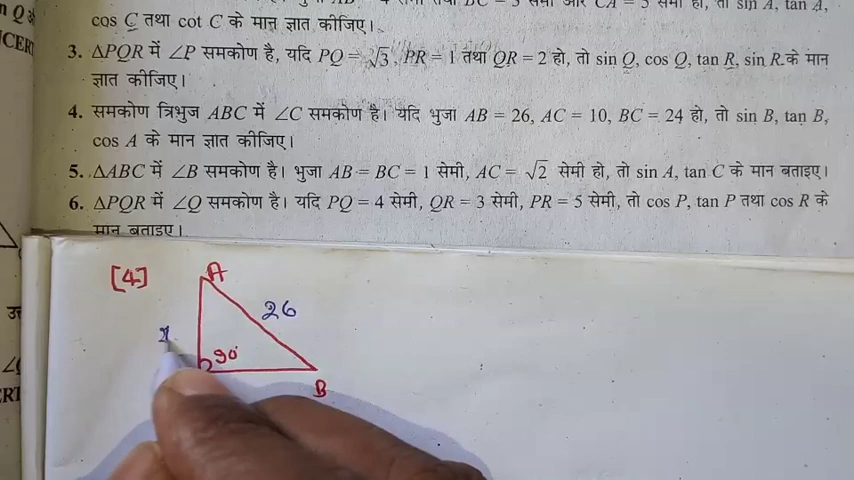 cos C तथा cot C के मान ज्ञात कीजिए।
3. ΔPQR में ∠P समकोण है, यदि PQ = √3, PR = 1 तथा QR = 2 हो, तो sin Q, cos Q, tan R, sin R.के मान
ज्ञात कीजिए।
4. समकोण त्रिभुज ABC में ∠C समकोण है। यदि भुजा AB = 26, AC = 10, BC = 24 हो, तो sin B, tan B,
cos A के मान ज्ञात कीजिए।
5. ΔABC में ∠B समकोण है। भुजा AB = BC = 1 सेमी, AC = √2 सेमी हो, तो sin A, tan C के मान बताइए।
6. ΔPQR में ∠Q समकोण है। यदि PQ = 4 सेमी, QR = 3 सेमी, PR = 5 सेमी, तो cos P, tan P तथा cos R के
मान बताइए।
[4]
A
26
90°
B